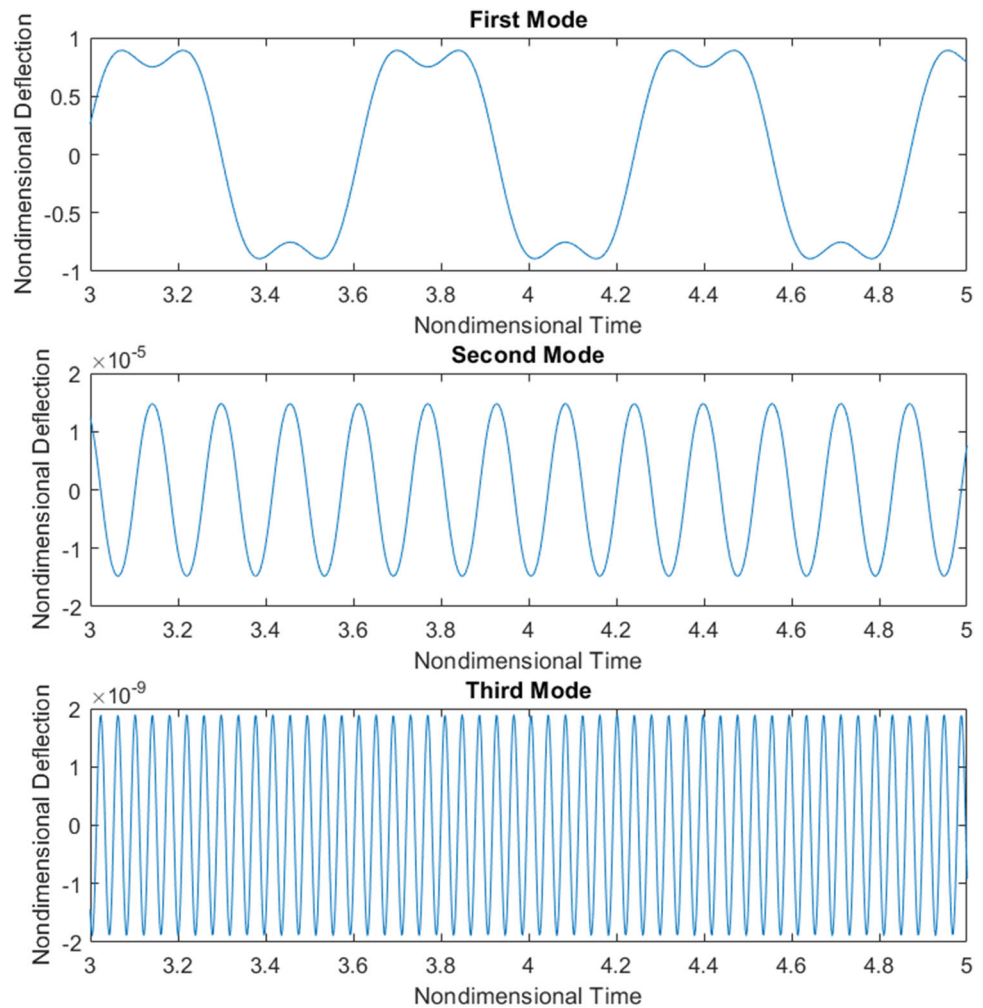 First Mode
Nondimensional Deflection
1
0.5
0
-0.5
-1
3 3.2 3.4 3.6 3.8 4 4.2 4.4 4.6 4.8 5
Nondimensional Time
×10-5
Second Mode
Nondimensional Deflection
2
1
0
-1
-2
3 3.2 3.4 3.6 3.8 4 4.2 4.4 4.6 4.8 5
Nondimensional Time
×10-9
Third Mode
Nondimensional Deflection
2
1
0
-1
-2
3 3.2 3.4 3.6 3.8 4 4.2 4.4 4.6 4.8 5
Nondimensional Time